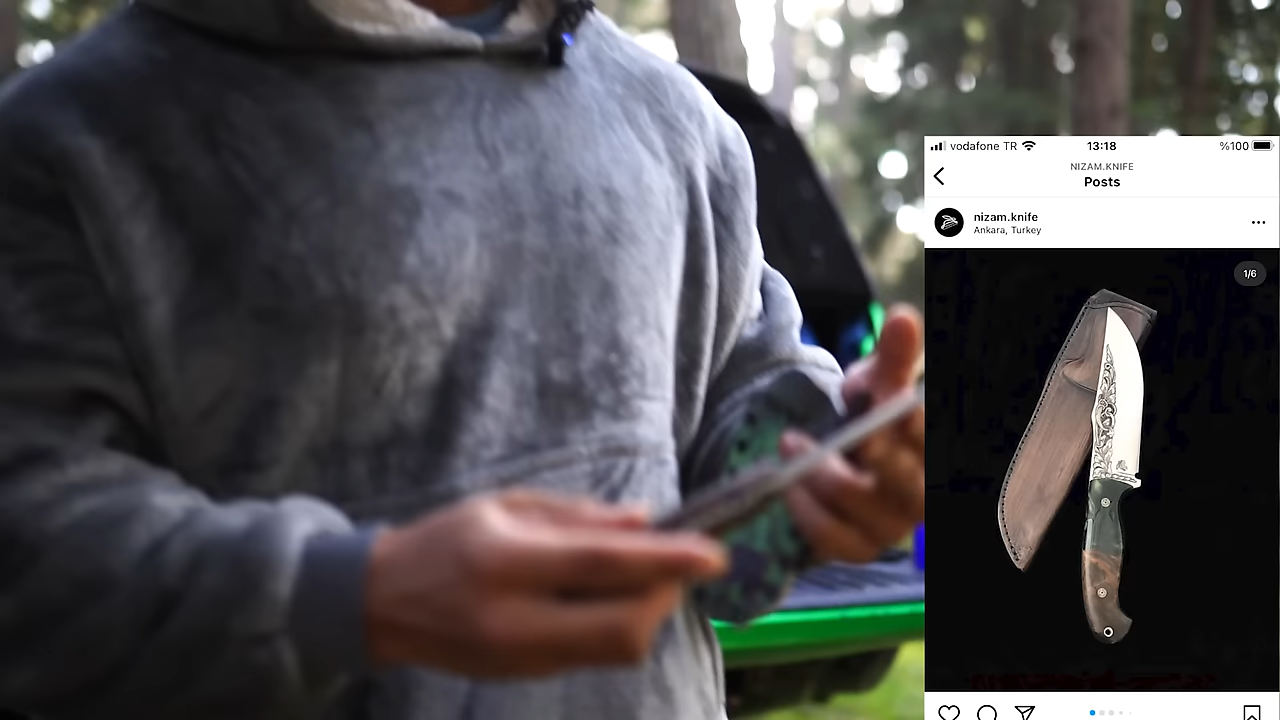 vodafone TR 13:18 %100
NIZAM.KNIFE
Posts
nizam.knife
Ankara, Turkey
1/6